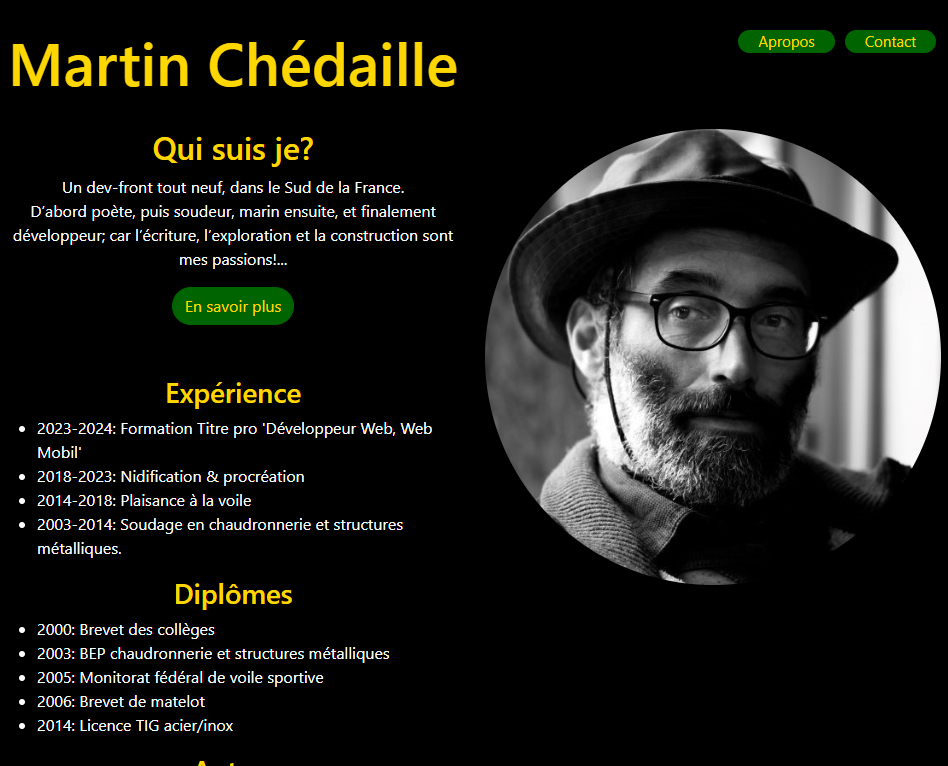 Martin Chédaille
Apropos
Contact
Qui suis je?
Un dev-front tout neuf, dans le Sud de la France.
D'abord poète, puis soudeur, marin ensuite, et finalement
développeur; car l'écriture, l'exploration et la construction sont
mes passions!...
En savoir plus
Expérience
2023-2024: Formation Titre pro 'Développeur Web, Web
Mobil'
2018-2023: Nidification & procréation
2014-2018: Plaisance à la voile
2003-2014: Soudage en chaudronnerie et structures
métalliques.
Diplômes
2000: Brevet des collèges
2003: BEP chaudronnerie et structures métalliques
2005: Monitorat fédéral de voile sportive
2006: Brevet de matelot
2014: Licence TIG acier/inox